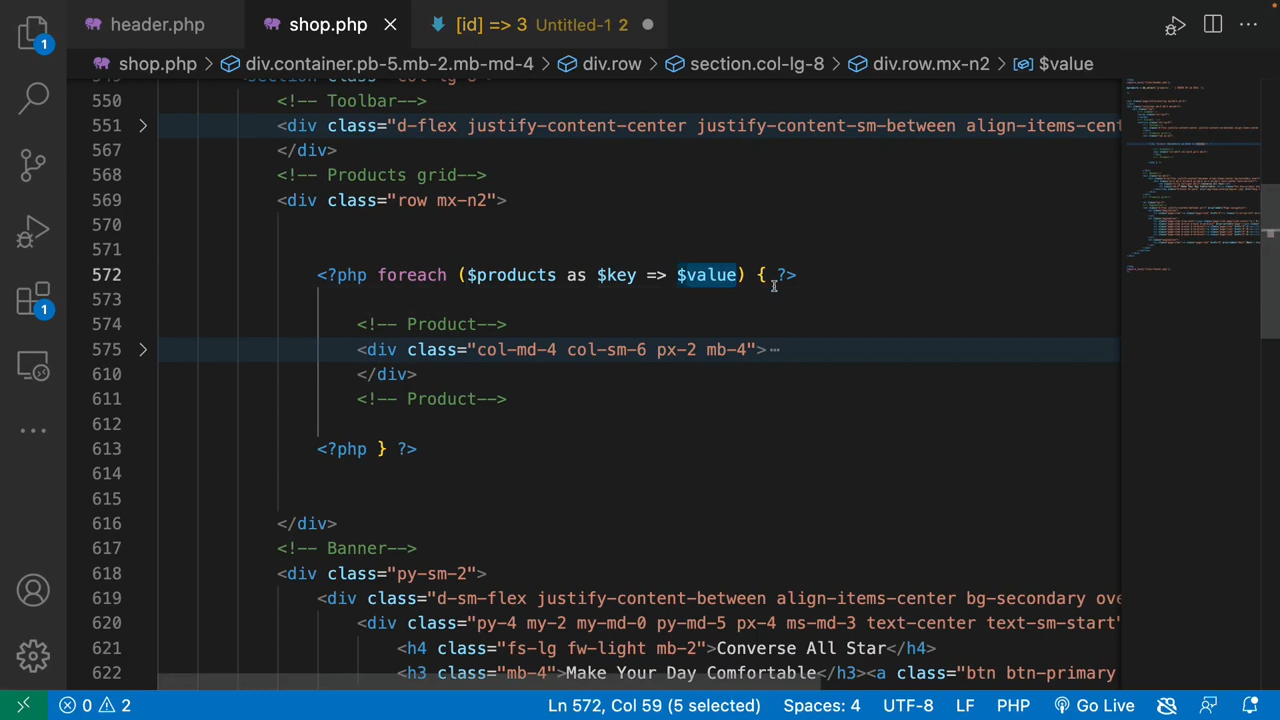 header.php
shop.php
[id] => 3 Untitled-1 2
shop.php > div.container.pb-5.mb-2.mb-md-4 > div.row > section.col-lg-8 > div.row.mx-n2 > $value
550 <!-- Toolbar-->
551 <div class="d-flex justify-content-center justify-content-sm-between align-items-cent
567 </div>
568 <!-- Products grid-->
569 <div class="row mx-n2">
570
571
572 <?php foreach ($products as $key => $value) { ?>
573
574 <!-- Product-->
575 <div class="col-md-4 col-sm-6 px-2 mb-4">⋯
610 </div>
611 <!-- Product-->
612
613 <?php } ?>
614
615
616 </div>
617 <!-- Banner-->
618 <div class="py-sm-2">
619 <div class="d-sm-flex justify-content-between align-items-center bg-secondary ove
620 <div class="py-4 my-2 my-md-0 py-md-5 px-4 ms-md-3 text-center text-sm-start"
621 <h4 class="fs-lg fw-light mb-2">Converse All Star</h4>
622 <h3 class="mb-4">Make Your Day Comfortable</h3><a class="btn btn-primary
1
1
0 2
Ln 572, Col 59 (5 selected)
Spaces: 4
UTF-8
LF
PHP
Go Live